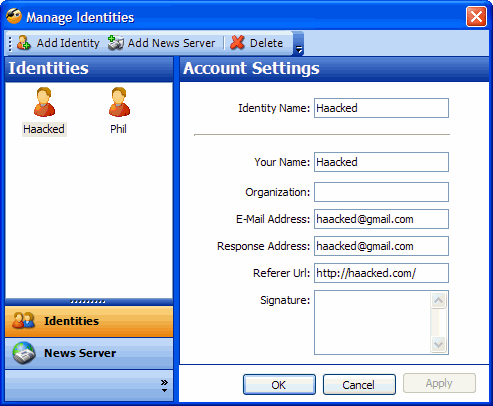 Manage Identities
Add Identity Add News Server Delete
Identities
Haacked Phil
Identities
News Server
Account Settings
Identity Name: Haacked
Your Name: Haacked
Organization:
E-Mail Address: haacked@gmail.com
Response Address: haacked@gmail.com
Referer Url: http://haacked.com/
Signature:
OK Cancel Apply